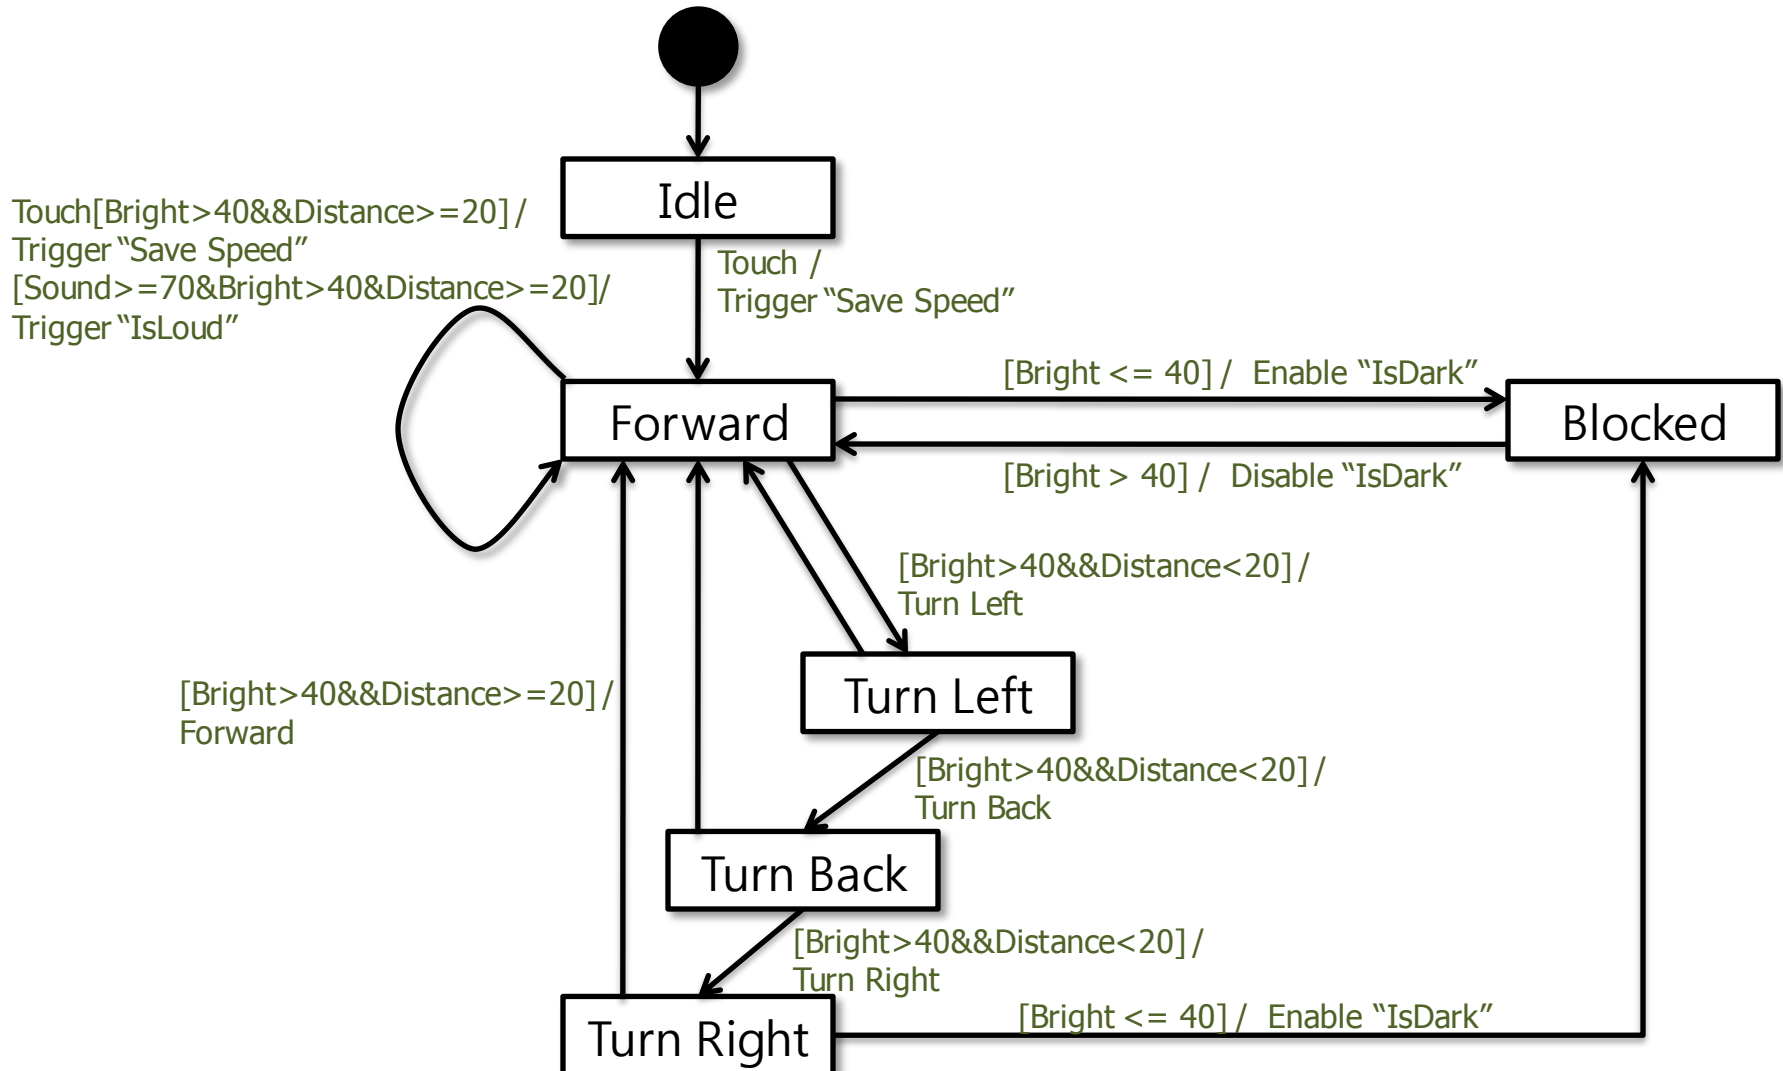 Idle
Touch[Bright>40&&Distance>=20] /
Trigger “Save Speed”
[Sound>=70&Bright>40&Distance>=20]/
Trigger “IsLoud”
Touch /
Trigger “Save Speed”
[Bright <= 40] / Enable “IsDark”
Forward
Blocked
[Bright > 40] / Disable “IsDark”
[Bright>40&&Distance<20] /
Turn Left
[Bright>40&&Distance>=20] /
Forward
Turn Left
[Bright>40&&Distance<20] /
Turn Back
Turn Back
[Bright>40&&Distance<20] /
Turn Right
[Bright <= 40] / Enable “IsDark”
Turn Right